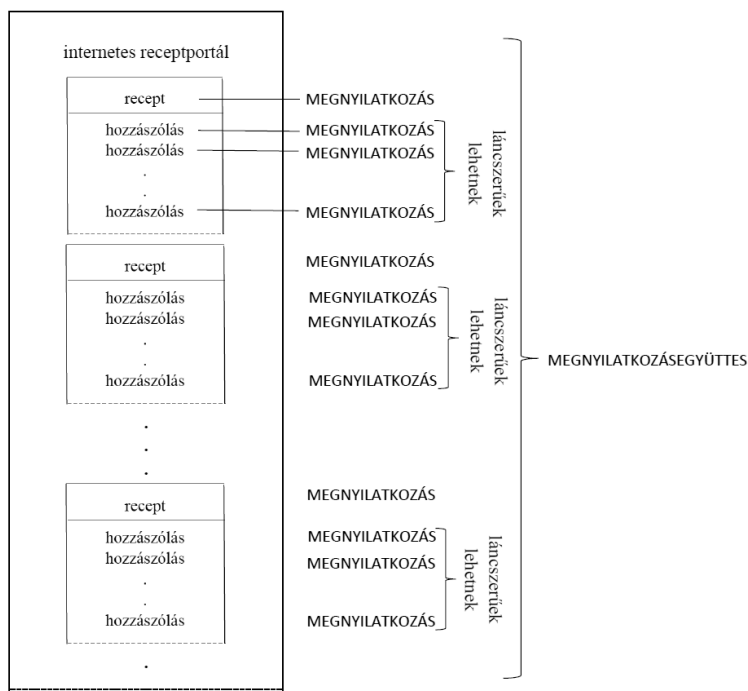 internetes receptportál
recept MEGNYILATKOZÁS
hozzászólás MEGNYILATKOZÁS
hozzászólás MEGNYILATKOZÁS
.
.
hozzászólás MEGNYILATKOZÁS
láncszerűek
lehetnek
recept MEGNYILATKOZÁS
hozzászólás MEGNYILATKOZÁS
hozzászólás MEGNYILATKOZÁS
.
.
hozzászólás MEGNYILATKOZÁS
láncszerűek
lehetnek
MEGNYILATKOZÁSEGYÜTTES
.
.
.
recept MEGNYILATKOZÁS
hozzászólás MEGNYILATKOZÁS
hozzászólás MEGNYILATKOZÁS
.
.
hozzászólás MEGNYILATKOZÁS
láncszerűek
lehetnek
.